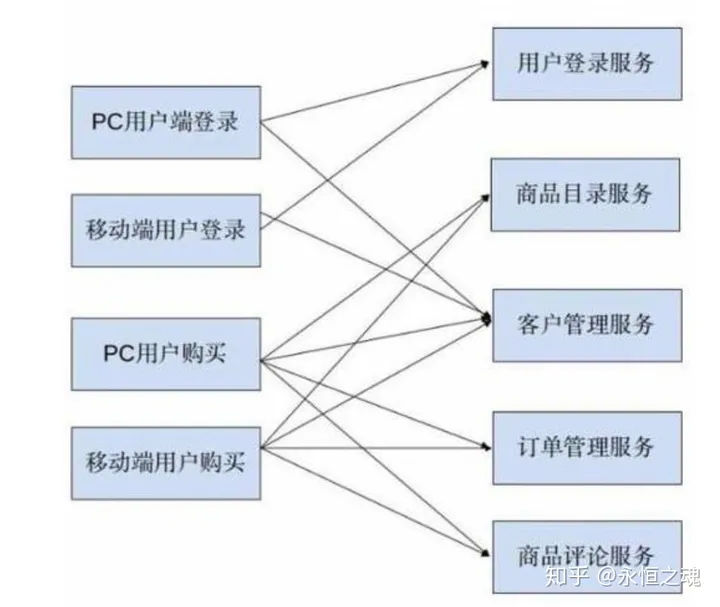 用户登录服务
PC用户端登录
商品目录服务
移动端用户登录
客户管理服务
PC用户购买
订单管理服务
移动端用户购买
商品评论服务
知乎 @永恒之魂